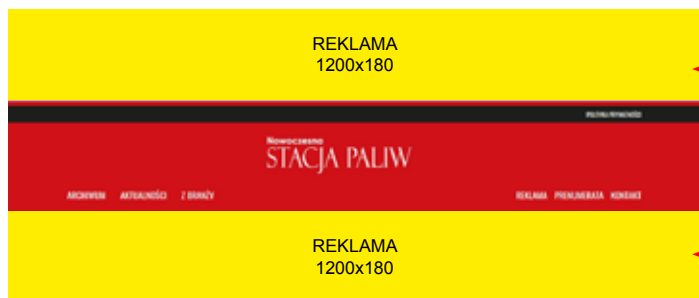 REKLAMA
1200x180
POLITYKA PRYWATNOŚCI
Nowoczesna
STACJA PALIW
ARCHIWUM AKTUALNOŚCI Z BRANŻY
REKLAMA PRENUMERATA KONTAKT
REKLAMA
1200x180